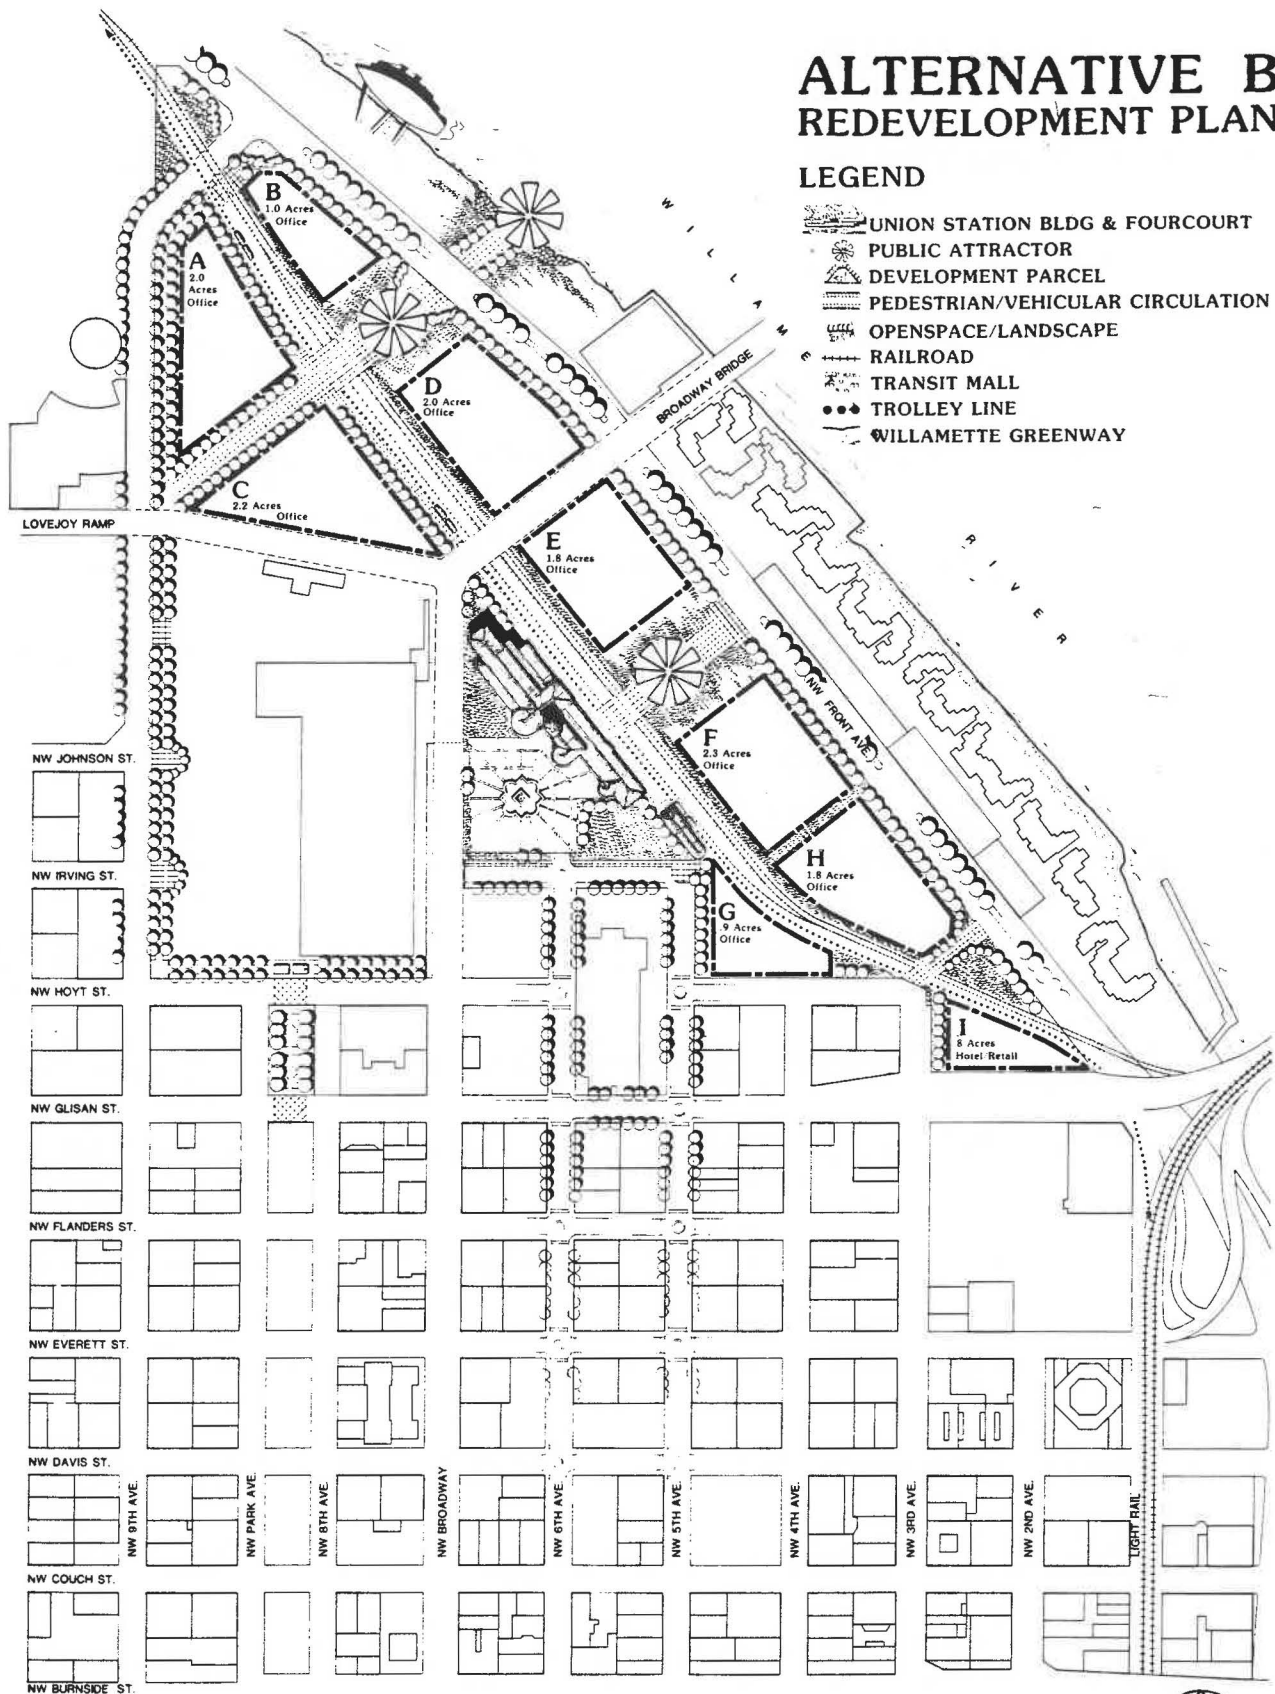 ALTERNATIVE B
REDEVELOPMENT PLAN
LEGEND
UNION STATION BLDG & FOURCOURT
PUBLIC ATTRACTOR
DEVELOPMENT PARCEL
PEDESTRIAN/VEHICULAR CIRCULATION
OPENSPACE/LANDSCAPE
RAILROAD
TRANSIT MALL
TROLLEY LINE
WILLAMETTE GREENWAY
B
1.0 Acres
Office
A
2.0
Acres
Office
D
2.0 Acres
Office
C
2.2 Acres
Office
E
1.8 Acres
Office
F
2.3 Acres
Office
H
1.8 Acres
Office
G
.9 Acres
Office
I
8 Acres
Hotel Retail
WILLAME
RIVER
BROADWAY BRIDGE
LOVEJOY RAMP
NW FRONT AVE
NW JOHNSON ST.
NW IRVING ST.
NW HOYT ST.
NW GLISAN ST.
NW FLANDERS ST.
NW EVERETT ST.
NW DAVIS ST.
NW 9TH AVE.
NW PARK AVE.
NW 8TH AVE.
NW BROADWAY
NW 6TH AVE.
NW 5TH AVE.
NW 4TH AVE.
NW 3RD AVE.
NW 2ND AVE.
LIGHT RAIL
NW COUCH ST.
NW BURNSIDE ST.